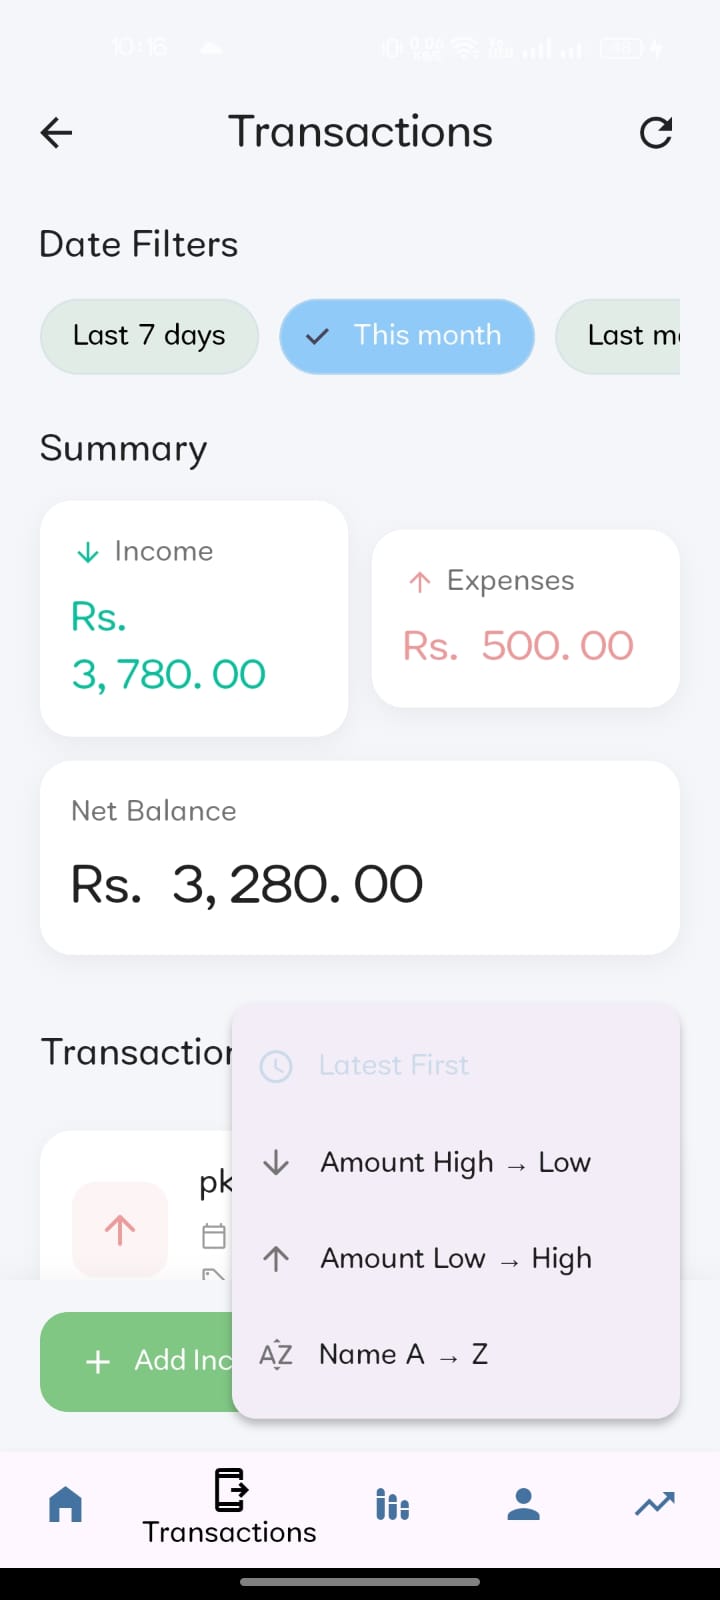 10:16
Transactions
Date Filters
Last 7 days
This month
Last m
Summary
Income
Rs.
3,780.00
Expenses
Rs. 500.00
Net Balance
Rs. 3,280.00
Transaction
Latest First
Amount High → Low
pk
Amount Low → High
Add Inc
AZ Name A → Z
Transactions